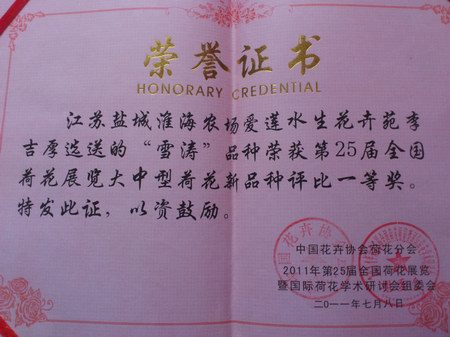 荣誉证书
HONORARY CREDENTIAL
江苏盐城淮海农场爱莲水生花卉苑李
吉厚选送的“雪涛”品种荣获第25届全国
荷花展览大中型荷花新品种评比一等奖。
特发此证，以资鼓励。
中国花卉协会荷花分会
2011年第25届全国荷花展览
暨国际荷花学术研讨会组委会
二〇一一年七月八日